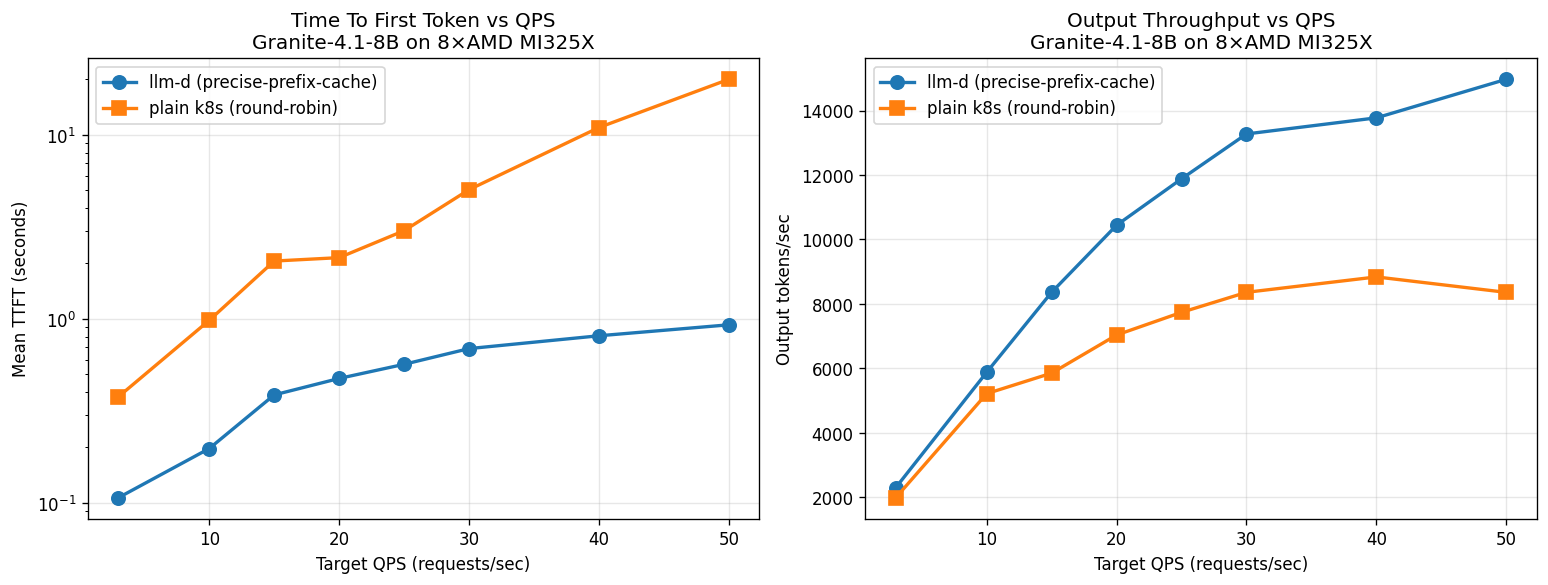 Time To First Token vs QPS
Granite-4.1-8B on 8×AMD MI325X
llm-d (precise-prefix-cache)
plain k8s (round-robin)
Mean TTFT (seconds)
10¹
10⁰
10⁻¹
10 20 30 40 50
Target QPS (requests/sec)
Output Throughput vs QPS
Granite-4.1-8B on 8×AMD MI325X
llm-d (precise-prefix-cache)
plain k8s (round-robin)
Output tokens/sec
14000
12000
10000
8000
6000
4000
2000
10 20 30 40 50
Target QPS (requests/sec)